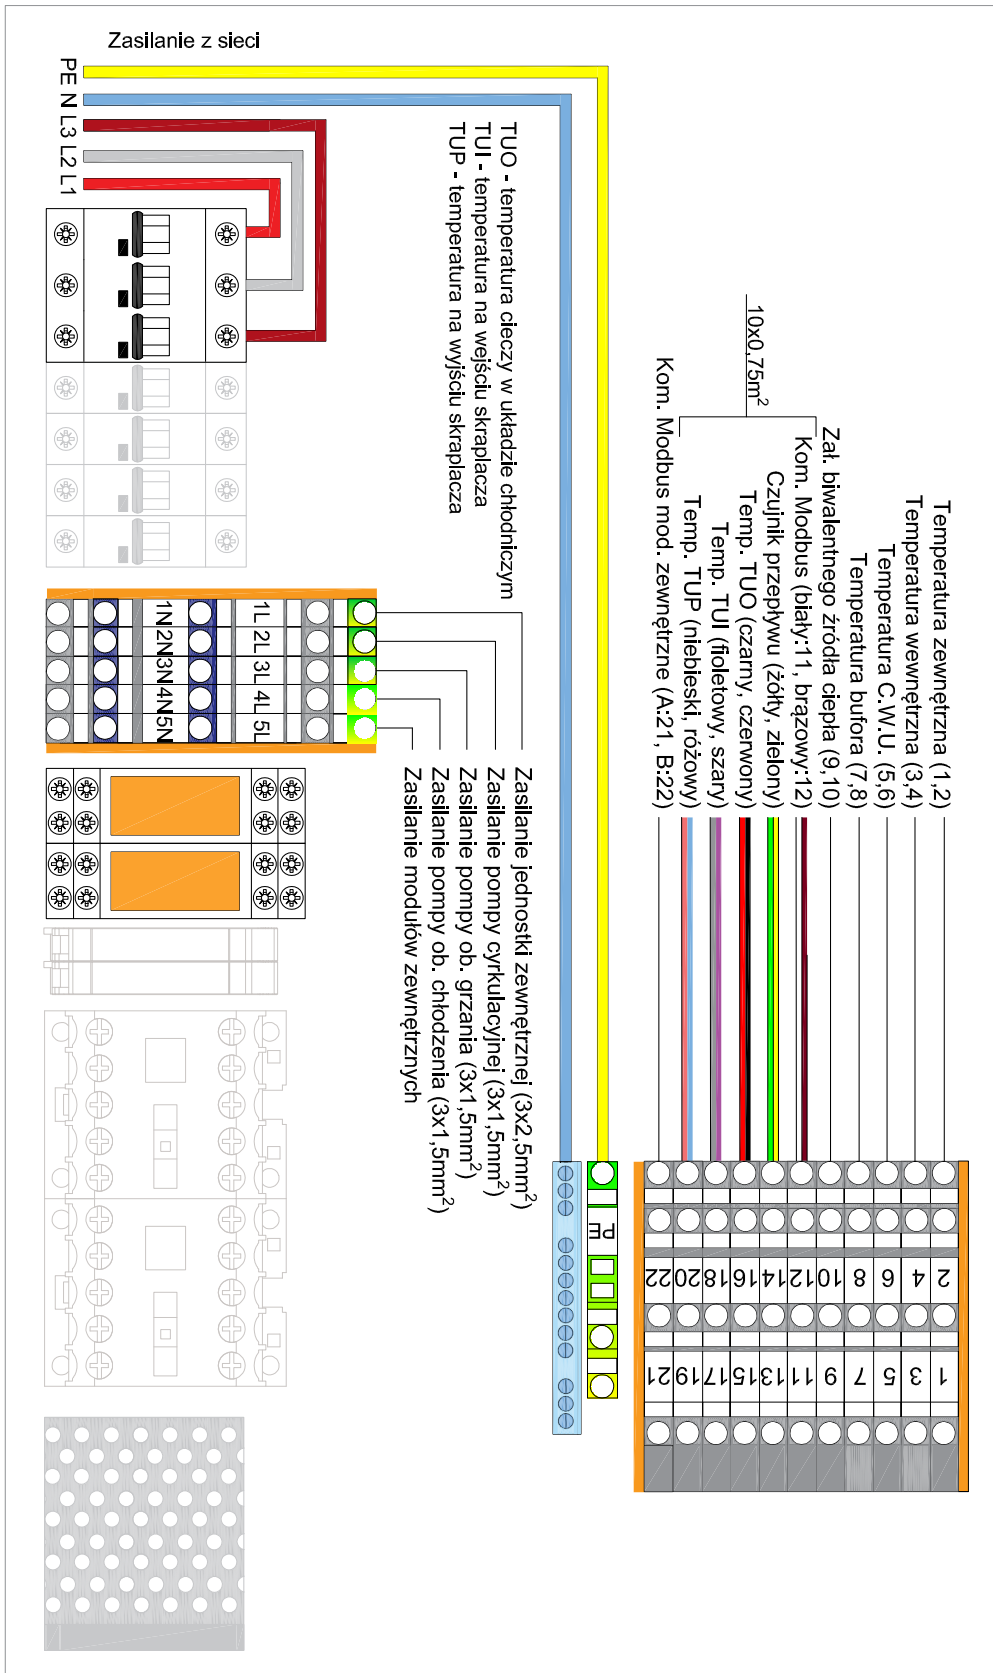 Zasilanie z sieci
PE N L3 L2 L1
TUO - temperatura cieczy w układzie chłodniczym
TUI - temperatura na wejściu skraplacza
TUP - temperatura na wyjściu skraplacza
10x0,75m²
Temperatura zewnętrzna (1,2)
Temperatura wewnętrzna (3,4)
Temperatura C.W.U. (5,6)
Temperatura bufora (7,8)
Zał. biwalentnego źródła ciepła (9,10)
Kom. Modbus (biały:11, brązowy:12)
Czujnik przepływu (żółty, zielony)
Temp. TUO (czarny, czerwony)
Temp. TUI (fioletowy, szary)
Temp. TUP (niebieski, różowy)
Kom. Modbus mod. zewnętrzne (A:21, B:22)
1N 2N 3N 4N 5N
1L 2L 3L 4L 5L
Zasilanie jednostki zewnętrznej (3x2,5mm²)
Zasilanie pompy cyrkulacyjnej (3x1,5mm²)
Zasilanie pompy ob. grzania (3x1,5mm²)
Zasilanie pompy ob. chłodzenia (3x1,5mm²)
Zasilanie modułów zewnętrznych
PE
22 20 18 16 14 12 10 8 6 4 2
21 19 17 15 13 11 9 7 5 3 1